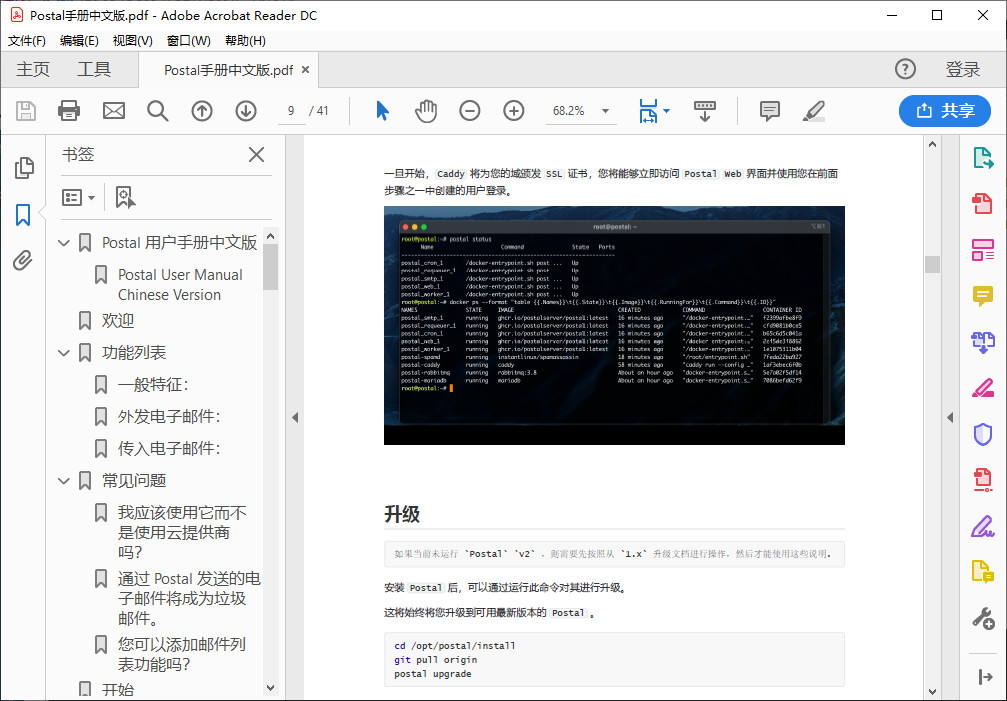 Postal手册中文版.pdf - Adobe Acrobat Reader DC
文件(F) 编辑(E) 视图(V) 窗口(W) 帮助(H)
主页 工具 Postal手册中文版.pdf × 登录
9 / 41 68.2% 共享
书签
Postal 用户手册中文版
Postal User Manual
Chinese Version
欢迎
功能列表
一般特征：
外发电子邮件：
传入电子邮件：
常见问题
我应该使用它而不
是使用云提供商
吗？
通过 Postal 发送的电
子邮件将成为垃圾
邮件。
您可以添加邮件列
表功能吗？
开始
一旦开始，Caddy 将为您的域颁发 SSL 证书，您将能够立即访问 Postal Web 界面并使用您在前面
步骤之一中创建的用户登录。
root@postal: ~
root@postal:~# postal status
Name Command State Ports
postal_cron_1 /docker-entrypoint.sh post ... Up
postal_requeuer_1 /docker-entrypoint.sh post ... Up
postal_smtp_1 /docker-entrypoint.sh post ... Up
postal_web_1 /docker-entrypoint.sh post ... Up
postal_worker_1 /docker-entrypoint.sh post ... Up
root@postal:~# docker ps --format "table {{.Names}}\t{{.State}}\t{{.Image}}\t{{.RunningFor}}\t{{.Command}}\t{{.ID}}"
NAMES STATE IMAGE CREATED COMMAND CONTAINER ID
postal_smtp_1 running ghcr.io/postalserver/postal:latest 16 minutes ago "/docker-entrypoint.…" f2399afbe8f9
postal_requeuer_1 running ghcr.io/postalserver/postal:latest 16 minutes ago "/docker-entrypoint.…" cfd9081b0ce5
postal_cron_1 running ghcr.io/postalserver/postal:latest 16 minutes ago "/docker-entrypoint.…" b65c6d5c041a
postal_web_1 running ghcr.io/postalserver/postal:latest 16 minutes ago "/docker-entrypoint.…" 2cf5dc3f8862
postal_worker_1 running ghcr.io/postalserver/postal:latest 16 minutes ago "/docker-entrypoint.…" 1e1075311b04
postal-spamd running instantlinux/spamassassin 18 minutes ago "/root/entrypoint.sh" 7feda22ba927
postal-caddy running caddy 58 minutes ago "caddy run --config …" 1af3ebec6f0b
postal-rabbitmq running rabbitmq:3.8 About an hour ago "docker-entrypoint.s…" 5e7a02f5df14
postal-mariadb running mariadb About an hour ago "docker-entrypoint.s…" 7086befd62f9
root@postal:~#
升级
如果当前未运行 `Postal` `v2` ，则需要先按照从 `1.x` 升级文档进行操作，然后才能使用这些说明。
安装 Postal 后，可以通过运行此命令对其进行升级。
这将始终将您升级到可用最新版本的 Postal 。
cd /opt/postal/install
git pull origin
postal upgrade